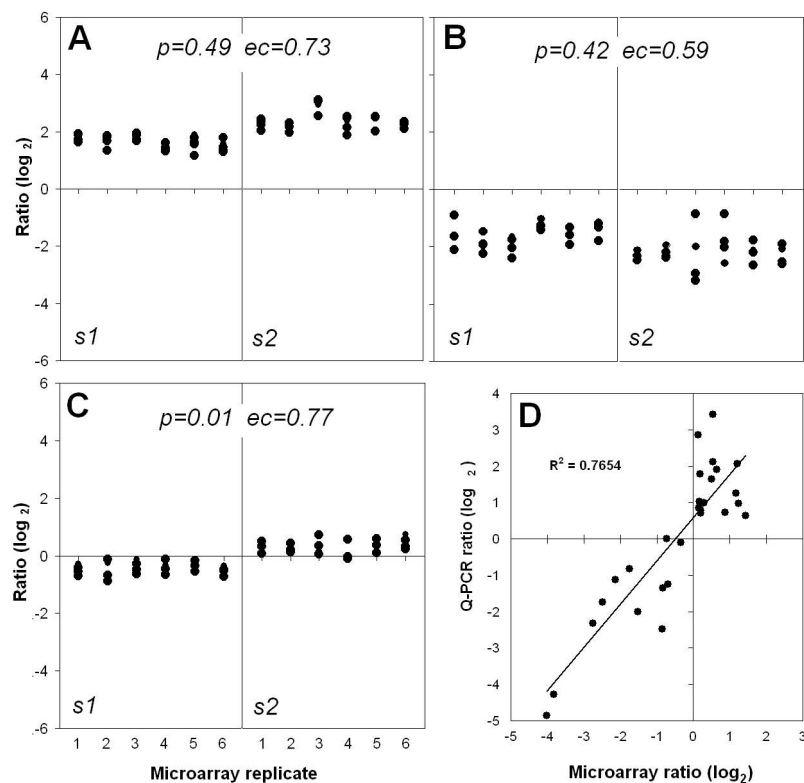 A
p=0.49 ec=0.73
B
p=0.42 ec=0.59
6
4
2
0
-2
-4
-6
Ratio (log 2)
s1
s2
s1
s2
C
p=0.01 ec=0.77
6
4
2
0
-2
-4
-6
Ratio (log 2)
s1
s2
1 2 3 4 5 6 1 2 3 4 5 6
Microarray replicate
D
R2 = 0.7654
4
3
2
1
0
-1
-2
-3
-4
-5
Q-PCR ratio (log 2)
-5 -4 -3 -2 -1 0 1 2 3
Microarray ratio (log2)